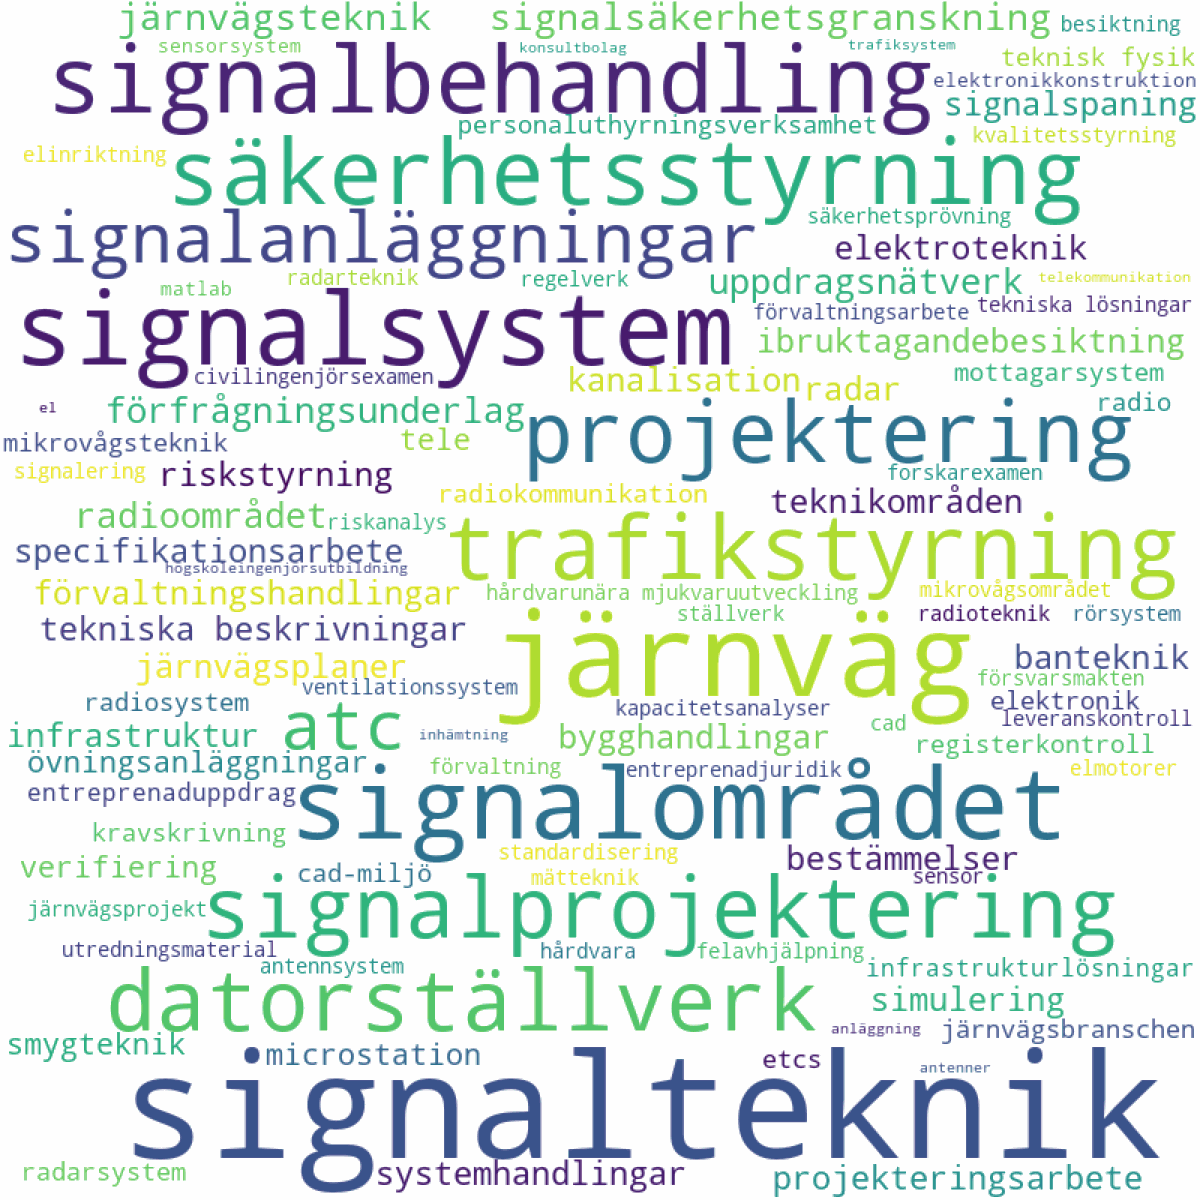 järnvägsteknik signalsäkerhetsgranskning besiktning
sensorsystem konsultbolag trafiksystem
teknisk fysik
signalbehandling
elektronikkonstruktion
signalspaning
personaluthyrningsverksamhet
kvalitetsstyrning
elinriktning
säkerhetsstyrning
säkerhetsprövning
signalanläggningar
elektroteknik
radarteknik regelverk uppdragsnätverk telekommunikation
matlab
förvaltningsarbete tekniska lösningar
signalsystem
ibruktagandebesiktning
civilingenjörsexamen kanalisation radar mottagarsystem
el förfrågningsunderlag radio
projektering
mikrovågsteknik tele
signalering riskstyrning forskarexamen
radiokommunikation teknikområden
radioområdet riskanalys
trafikstyrning
specifikationsarbete
högskoleingenjörsutbildning
förvaltningshandlingar hårdvarunära mjukvaruutveckling mikrovågsområdet
ställverk radioteknik rörsystem
tekniska beskrivningar
järnväg
järnvägsplaner banteknik
ventilationssystem försvarsmakten
radiosystem kapacitetsanalyser elektronik
atc cad leveranskontroll
infrastruktur inhämtning bygghandlingar registerkontroll
övningsanläggningar förvaltning entreprenadjuridik elmotorer
entreprenaduppdrag
signalområdet
kravskrivning
standardisering bestämmelser
verifiering cad-miljö mätteknik sensor
järnvägsprojekt signalprojektering
utredningsmaterial hårdvara felavhjälpning
antennsystem infrastrukturlösningar
datorställverk simulering
anläggning järnvägsbranschen
smygteknik microstation etcs
antenner
signalteknik
radarsystem systemhandlingar projekteringsarbete